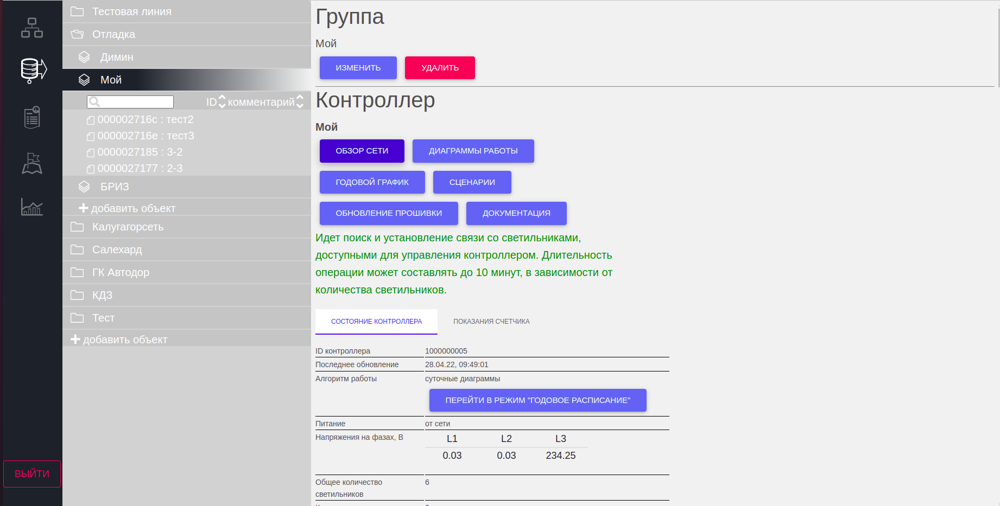 Тестовая линия
Отладка
Димин
Мой
ID комментарий
000002716c : тест2
000002716e : тест3
0000027185 : 3-2
0000027177 : 2-3
БРИЗ
добавить объект
Калугагорсеть
Салехард
ГК Автодор
КДЗ
Тест
добавить объект
ВЫЙТИ
Группа
Мой
ИЗМЕНИТЬ УДАЛИТЬ
Контроллер
Мой
ОБЗОР СЕТИ ДИАГРАММЫ РАБОТЫ
ГОДОВОЙ ГРАФИК СЦЕНАРИИ
ОБНОВЛЕНИЕ ПРОШИВКИ ДОКУМЕНТАЦИЯ
Идет поиск и установление связи со светильниками,
доступными для управления контроллером. Длительность
операции может составлять до 10 минут, в зависимости от
количества светильников.
СОСТОЯНИЕ КОНТРОЛЛЕРА ПОКАЗАНИЯ СЧЕТЧИКА
ID контроллера 1000000005
Последнее обновление 28.04.22, 09:49:01
Алгоритм работы суточные диаграммы
ПЕРЕЙТИ В РЕЖИМ "ГОДОВОЕ РАСПИСАНИЕ"
Питание от сети
Напряжения на фазах, В L1 L2 L3
0.03 0.03 234.25
Общее количество 6
светильников